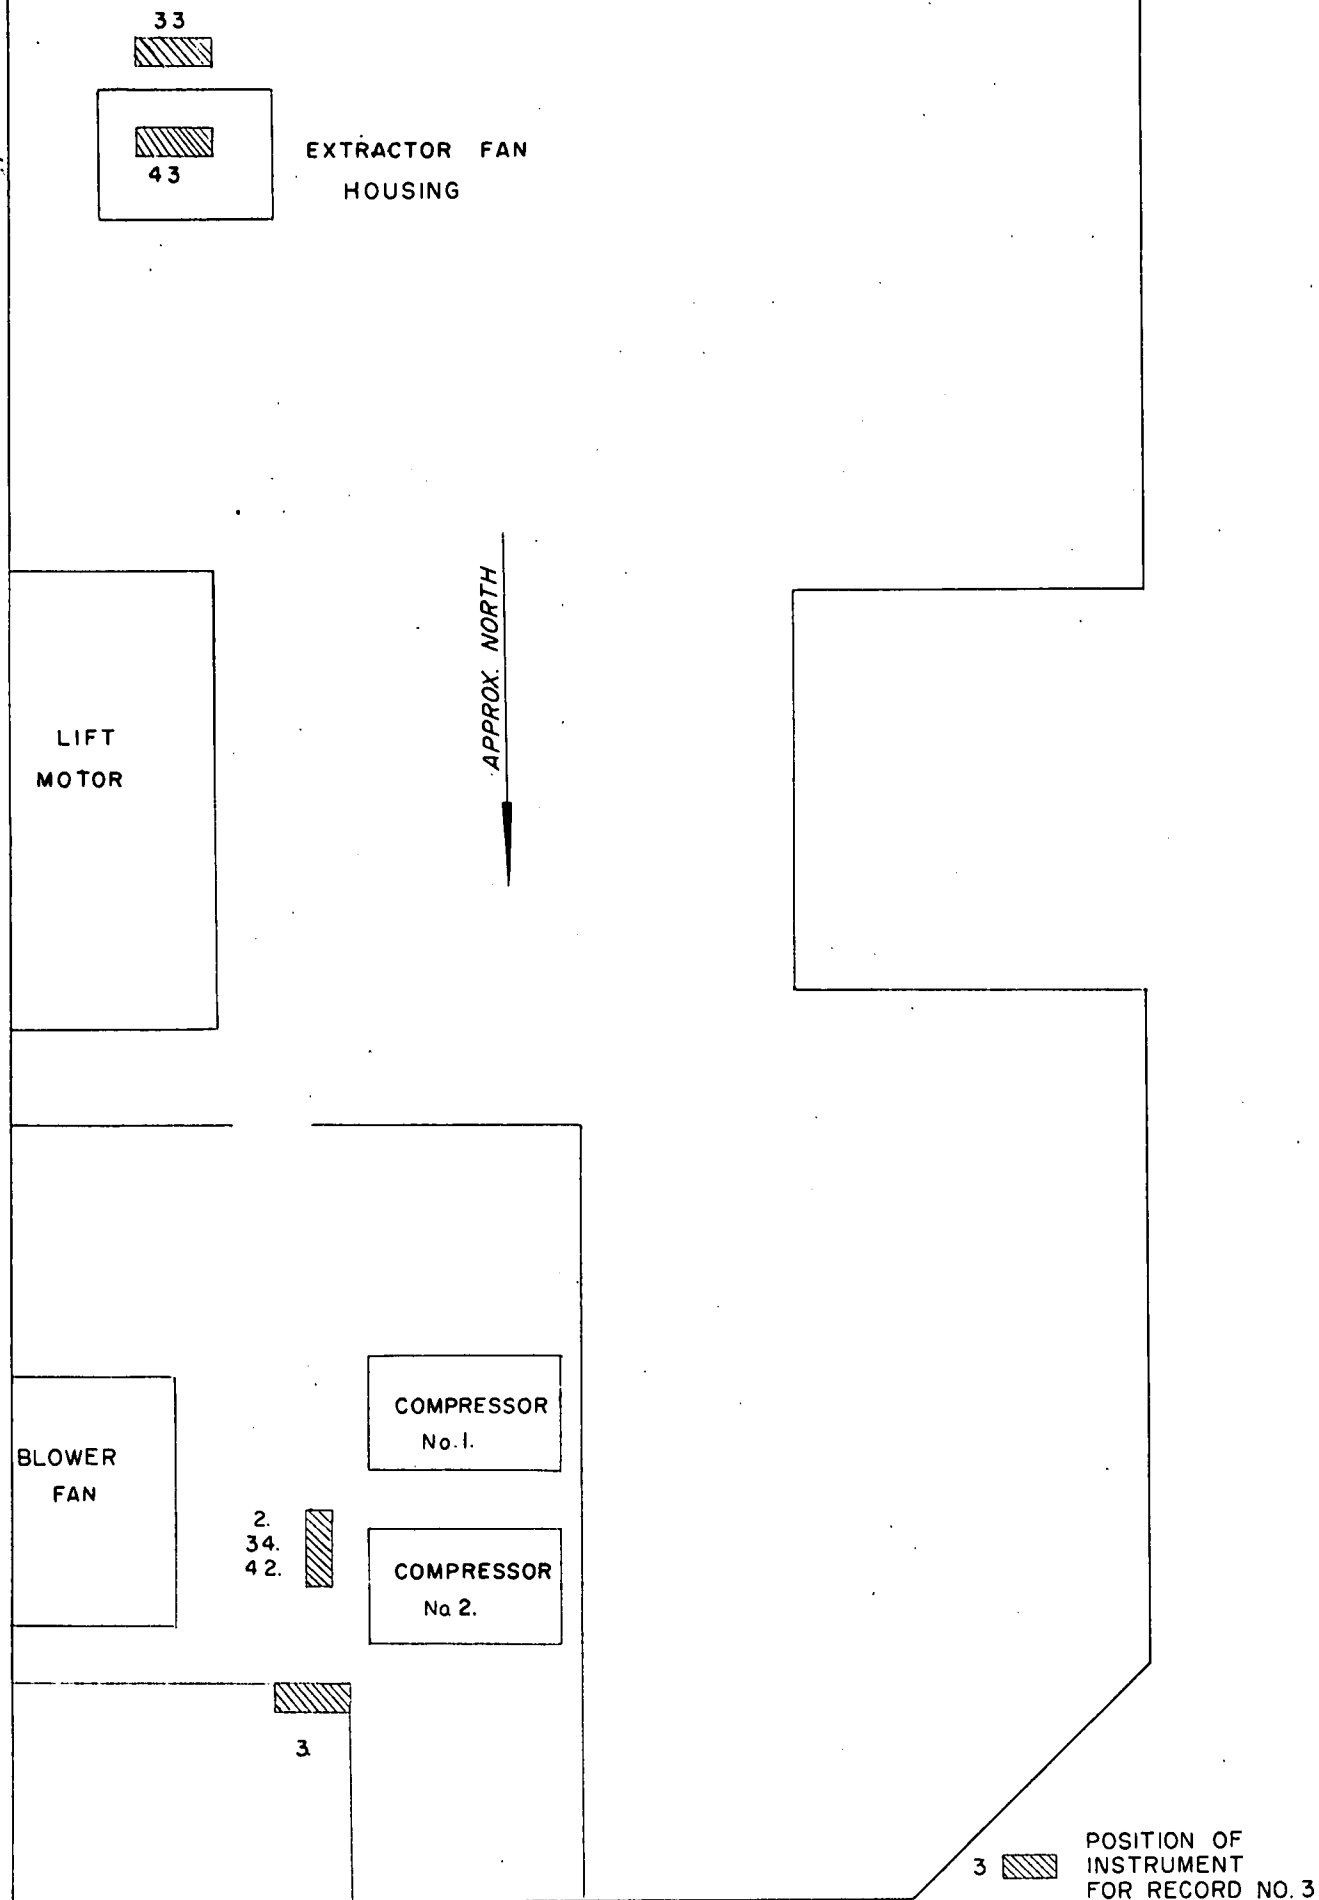 33
43
EXTRACTOR FAN
HOUSING
APPROX. NORTH
LIFT
MOTOR
COMPRESSOR
No. 1.
BLOWER
FAN
2.
34.
42.
COMPRESSOR
No 2.
3.
3
POSITION OF
INSTRUMENT
FOR RECORD NO. 3